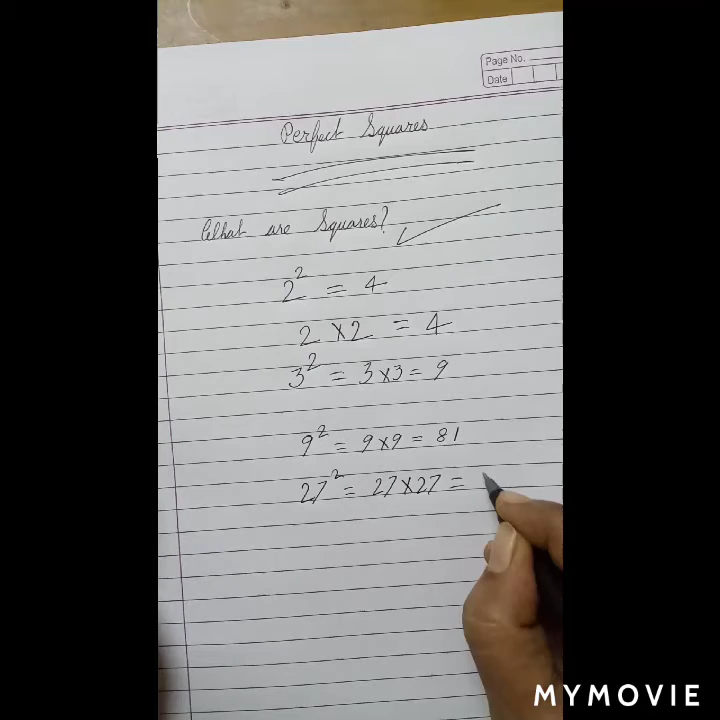 Page No.
Date
Perfect Squares
What are Squares?
2² = 4
2 × 2 = 4
3² = 3×3 = 9
9² = 9×9 = 81
27² = 27×27 =
MYMOVIE